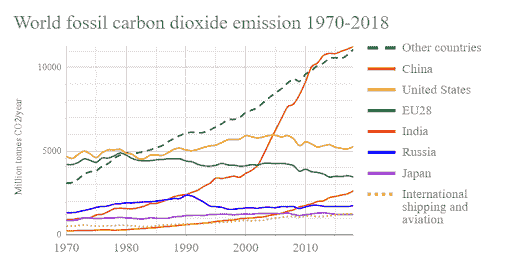 World fossil carbon dioxide emission 1970-2018
Million tonnes CO2/year
10000
5000
0
1970
1980
1990
2000
2010
Other countries
China
United States
EU28
India
Russia
Japan
International
shipping and
aviation